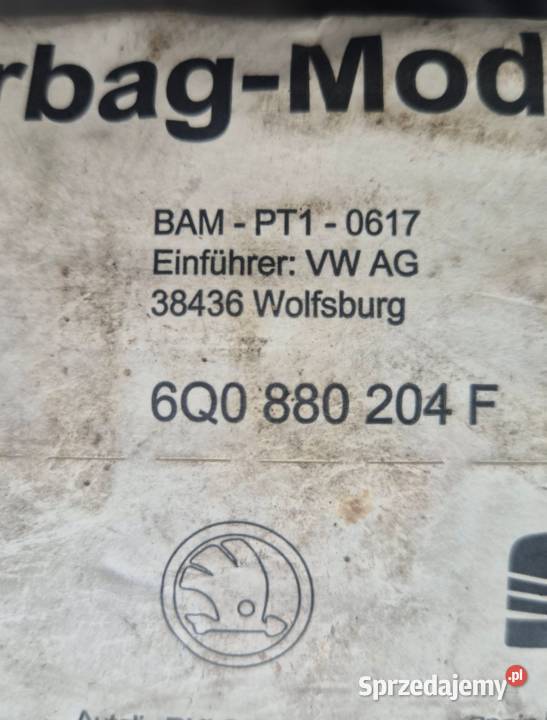 rbag-Mod
BAM - PT1 - 0617
Einführer: VW AG
38436 Wolfsburg
6Q0 880 204 F
Sprzedajemy.pl